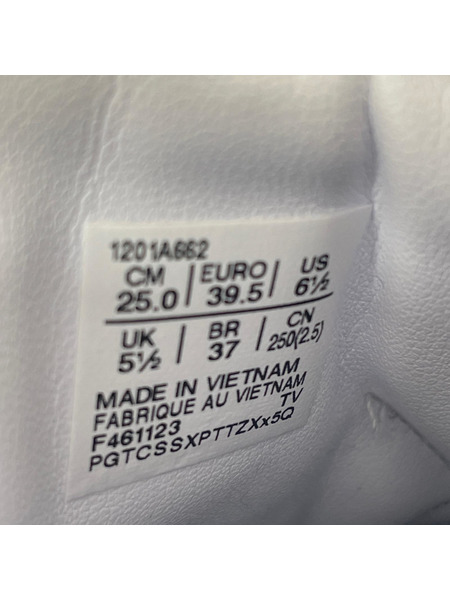 1201A662
CM | EURO | US
25.0 | 39.5 | 6½
UK | BR | CN
5½ | 37 | 250(2.5)
MADE IN VIETNAM
FABRIQUE AU VIETNAM
F461123 TV
PGTCSSXPTTZXx5Q